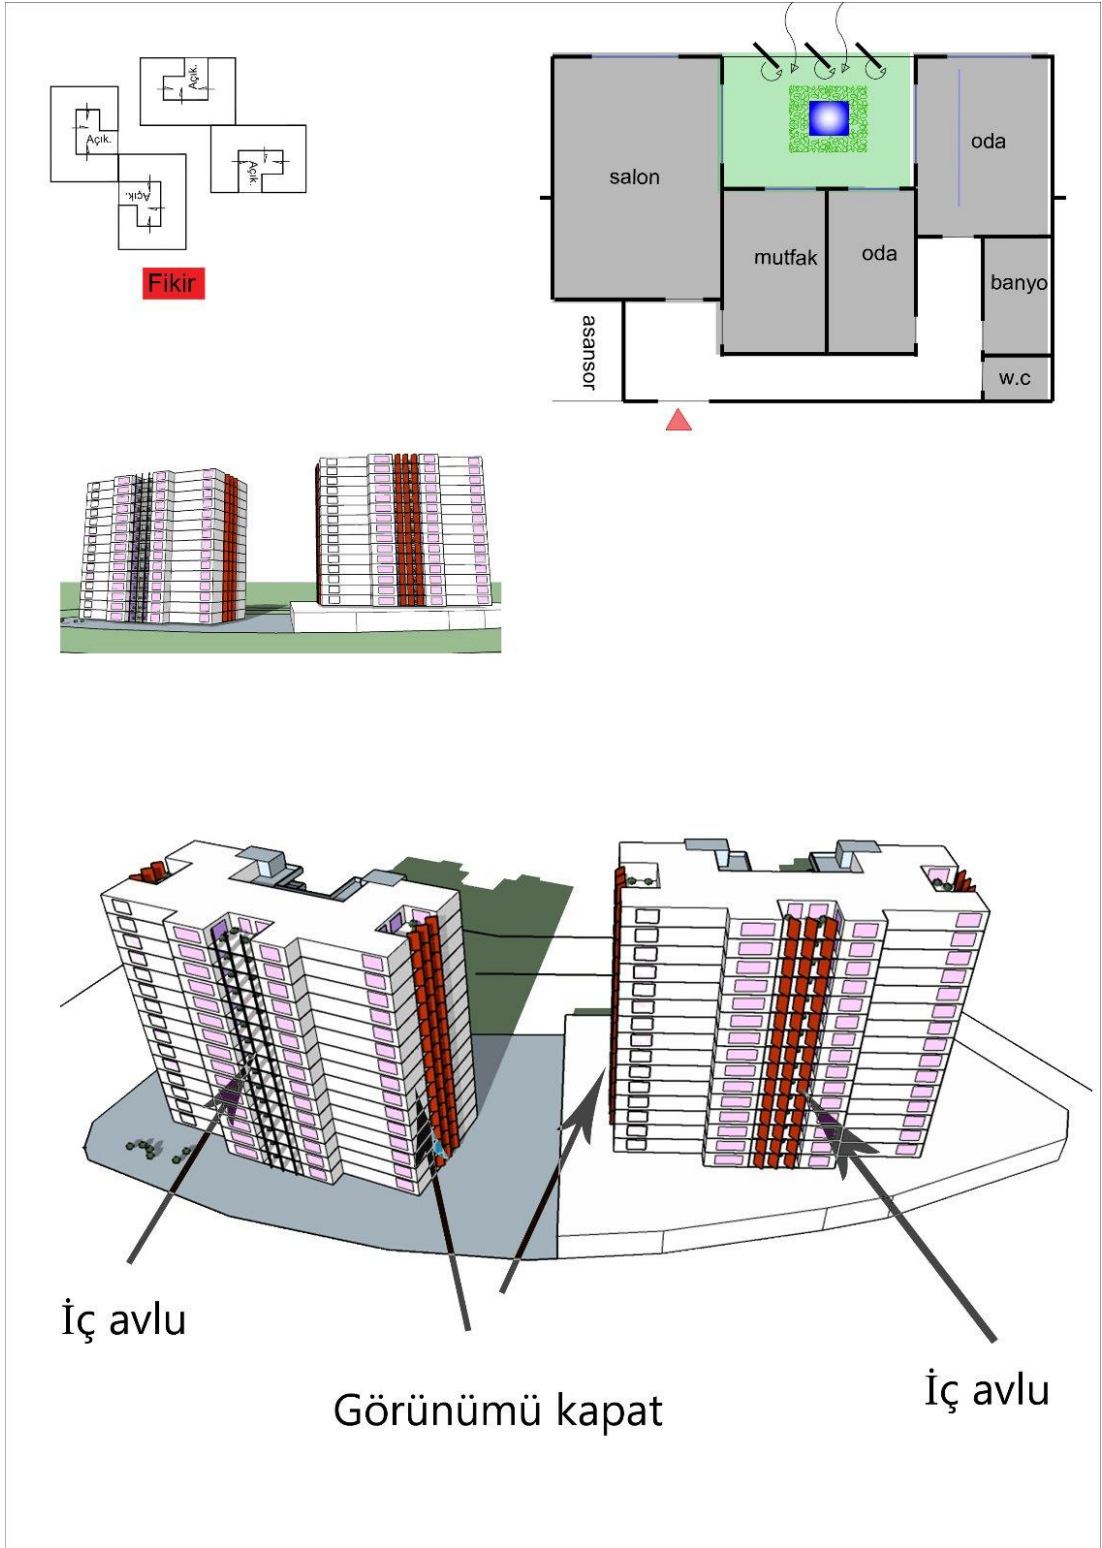 Açık.
Açık.
Açık.
Açık.
Fikir
salon
oda
mutfak
oda
banyo
asansor
w.c
İç avlu
Görünümü kapat
İç avlu